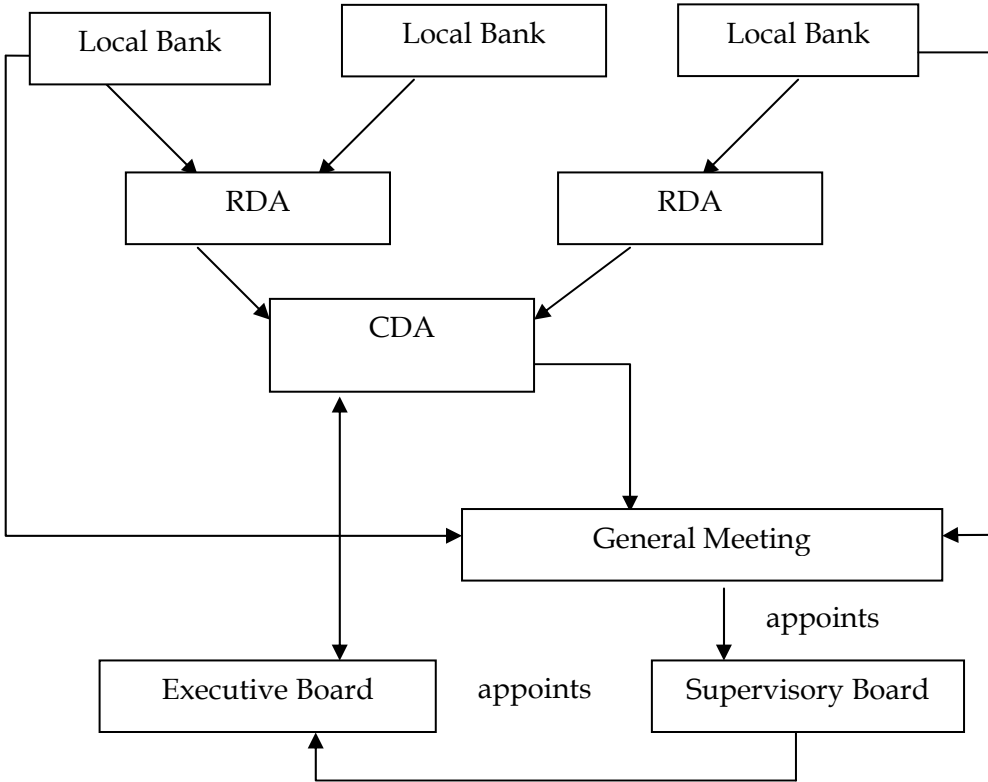 Local Bank
Local Bank
Local Bank
RDA
RDA
CDA
General Meeting
appoints
Executive Board
appoints
Supervisory Board